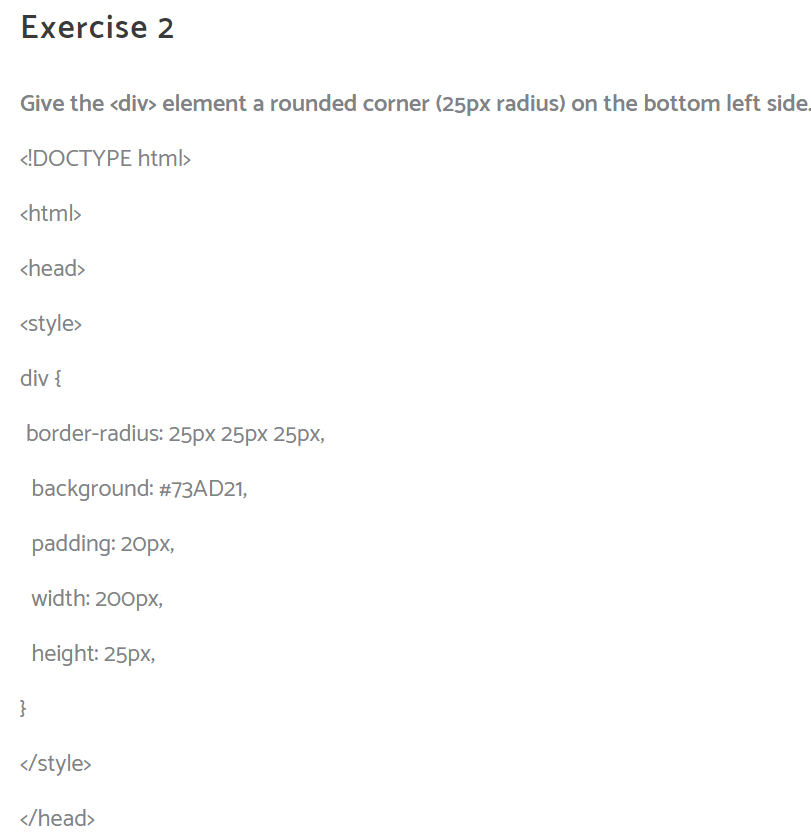 Exercise 2
Give the <div> element a rounded corner (25px radius) on the bottom left side.
<!DOCTYPE html>
<html>
<head>
<style>
div {
border-radius: 25px 25px 25px,
background: #73AD21,
padding: 20px,
width: 200px,
height: 25px,
}
</style>
</head>